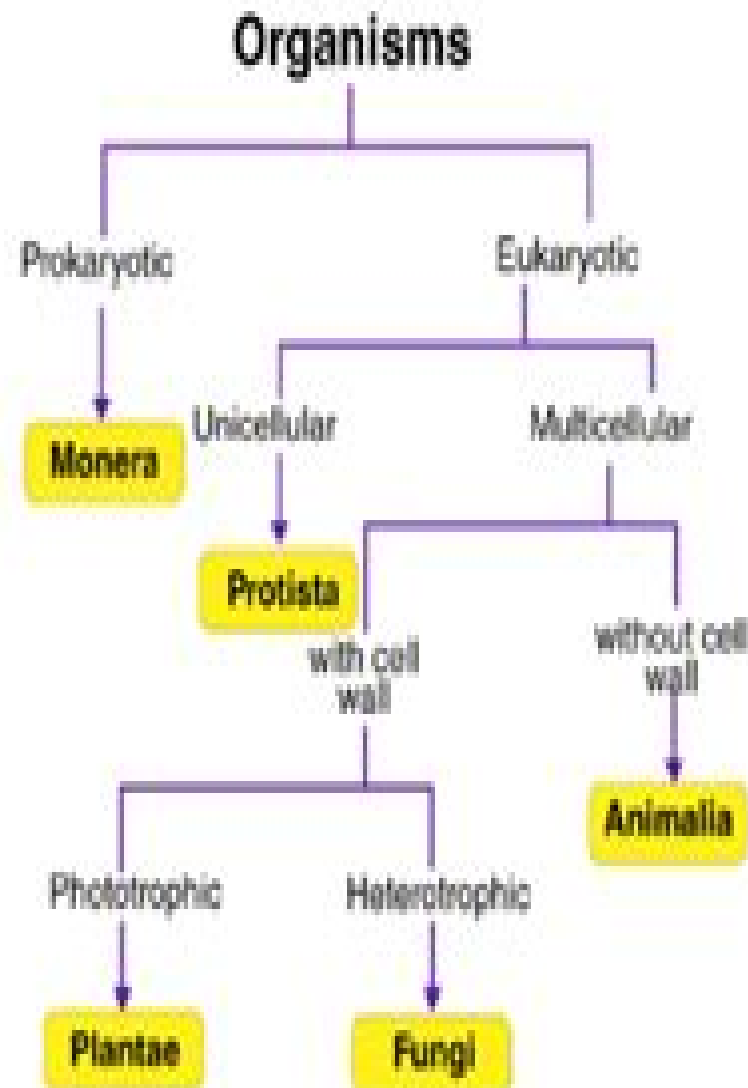 Organisms
Prokaryotic
Eukaryotic
Unicellular
Multicellular
Monera
Protista
with cell
wall
without cell
wall
Animalia
Phototrophic
Heterotrophic
Plantae
Fungi